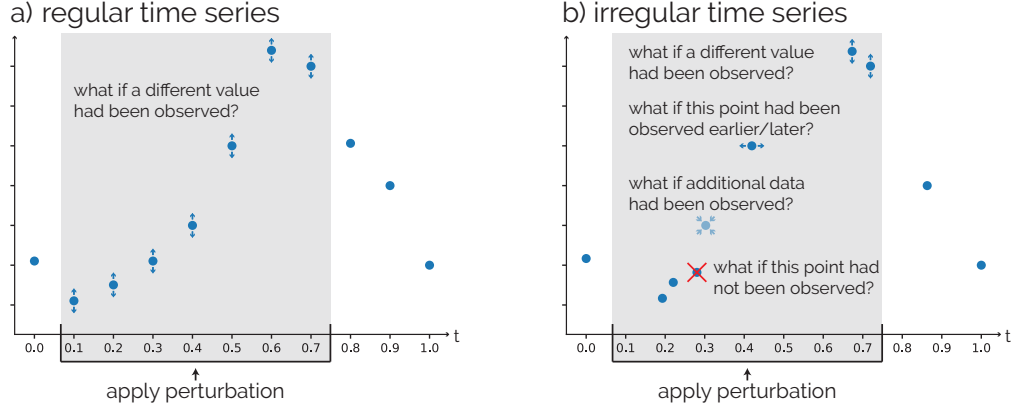 a) regular time series
what if a different value
had been observed?
t
0.0 0.1 0.2 0.3 0.4 0.5 0.6 0.7 0.8 0.9 1.0
apply perturbation
b) irregular time series
what if a different value
had been observed?
what if this point had been
observed earlier/later?
what if additional data
had been observed?
what if this point had
not been observed?
t
0.0 0.1 0.2 0.3 0.4 0.5 0.6 0.7 0.8 0.9 1.0
apply perturbation